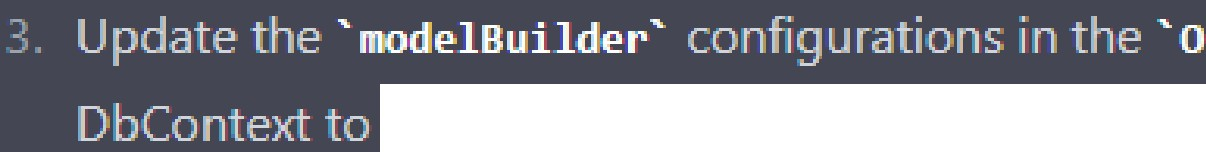 3. Update the `modelBuilder` configurations in the `O
DbContext to